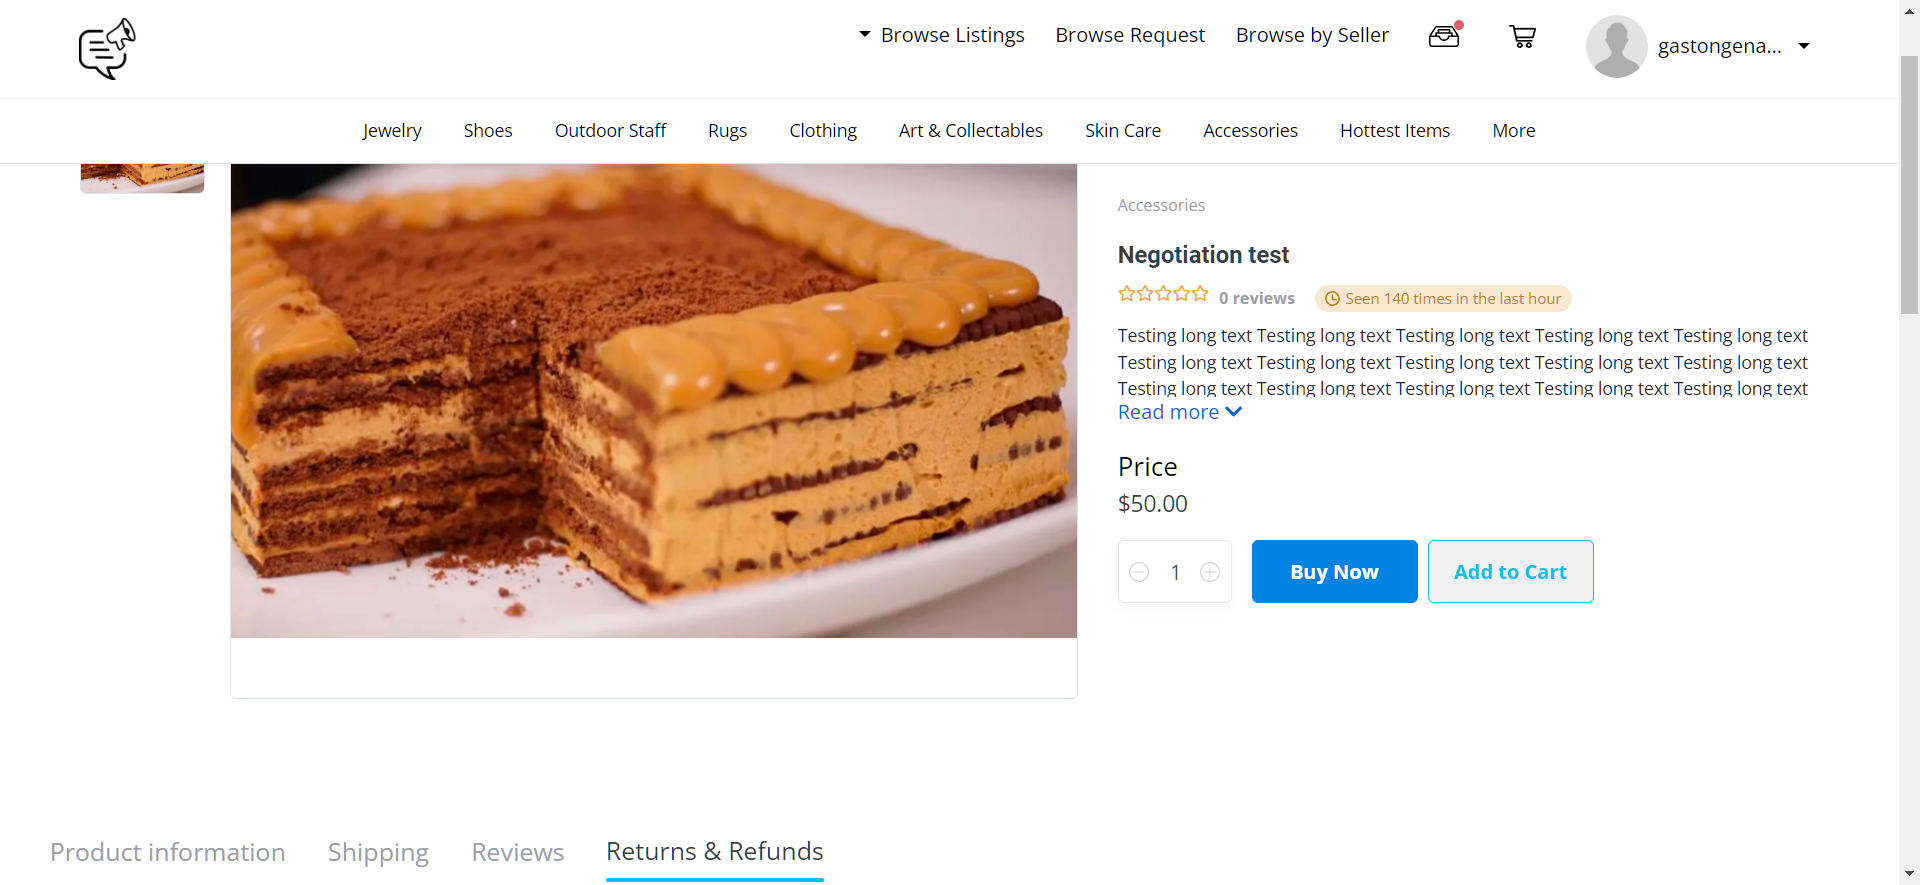 Browse Listings Browse Request Browse by Seller gastongena...
Jewelry Shoes Outdoor Staff Rugs Clothing Art & Collectables Skin Care Accessories Hottest Items More
Accessories
Negotiation test
0 reviews Seen 140 times in the last hour
Testing long text Testing long text Testing long text Testing long text Testing long text
Testing long text Testing long text Testing long text Testing long text Testing long text
Testing long text Testing long text Testing long text Testing long text Testing long text
Read more
Price
$50.00
1 Buy Now Add to Cart
Product information Shipping Reviews Returns & Refunds